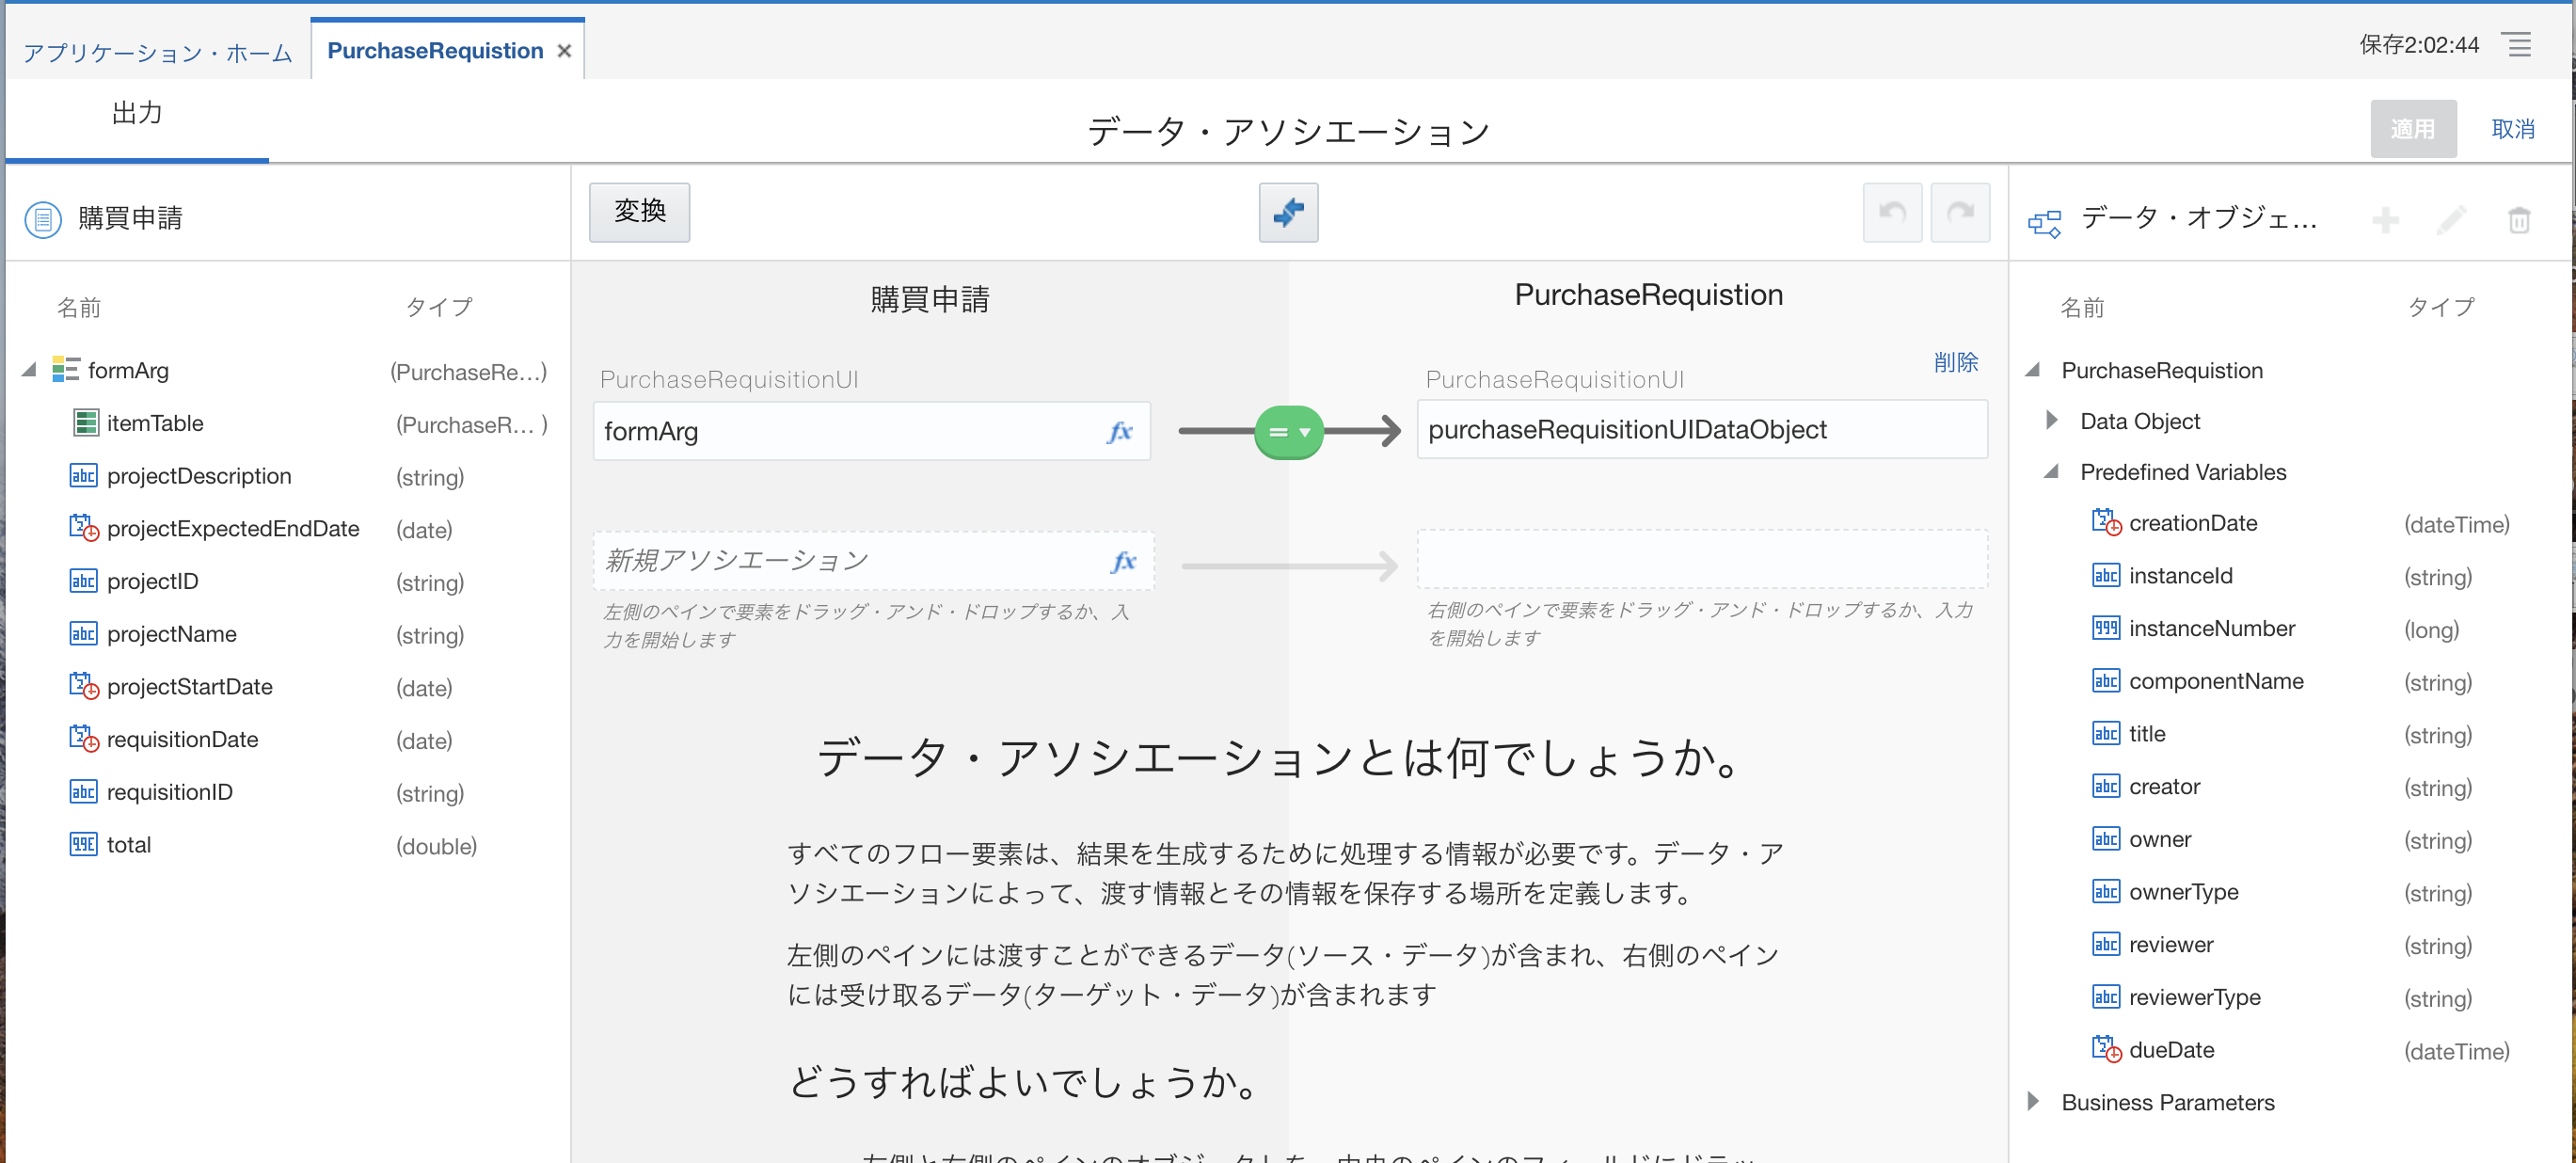 アプリケーション・ホーム
PurchaseRequistion ×
保存2:02:44
出力
データ・アソシエーション
適用
取消
購買申請
名前 タイプ
formArg (PurchaseRe...)
itemTable (PurchaseR... )
projectDescription (string)
projectExpectedEndDate (date)
projectID (string)
projectName (string)
projectStartDate (date)
requisitionDate (date)
requisitionID (string)
total (double)
変換
購買申請
PurchaseRequistion
削除
PurchaseRequisitionUI
PurchaseRequisitionUI
formArg fx
=
purchaseRequisitionUIDataObject
新規アソシエーション fx
左側のペインで要素をドラッグ・アンド・ドロップするか、入
力を開始します
右側のペインで要素をドラッグ・アンド・ドロップするか、入力
を開始します
データ・アソシエーションとは何でしょうか。
すべてのフロー要素は、結果を生成するために処理する情報が必要です。データ・ア
ソシエーションによって、渡す情報とその情報を保存する場所を定義します。
左側のペインには渡すことができるデータ(ソース・データ)が含まれ、右側のペイン
には受け取るデータ(ターゲット・データ)が含まれます
どうすればよいでしょうか。
データ・オブジェ...
名前 タイプ
PurchaseRequistion
Data Object
Predefined Variables
creationDate (dateTime)
instanceId (string)
instanceNumber (long)
componentName (string)
title (string)
creator (string)
owner (string)
ownerType (string)
reviewer (string)
reviewerType (string)
dueDate (dateTime)
Business Parameters